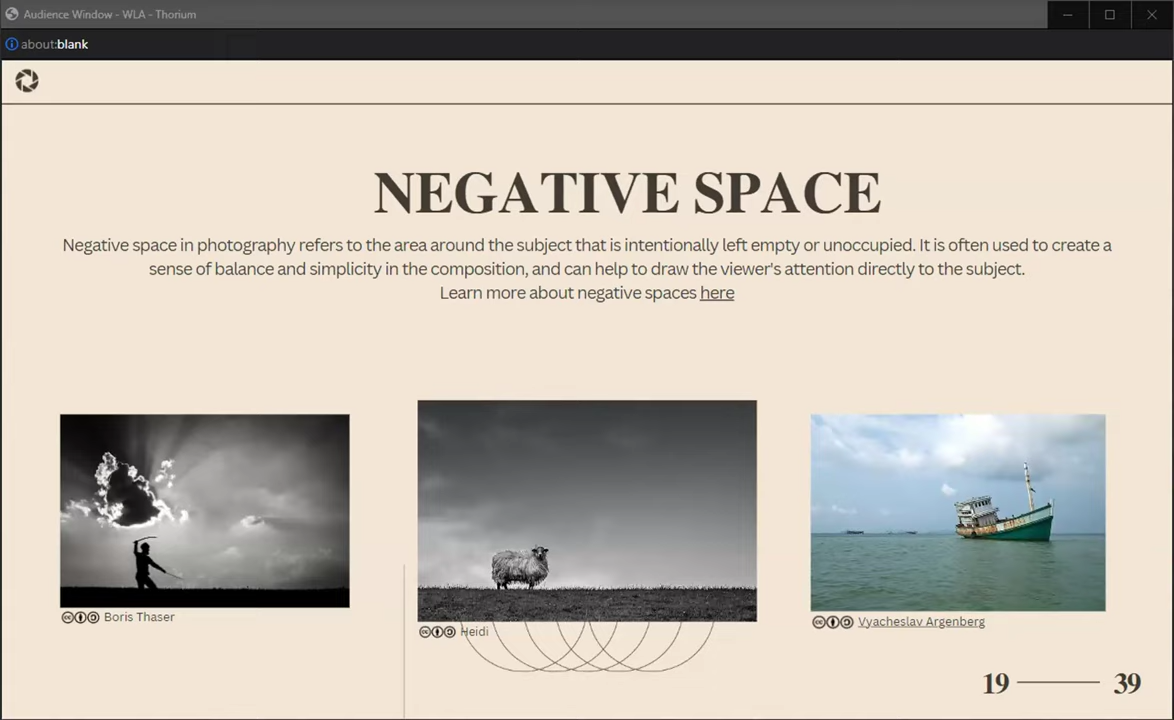 Audience Window - WLA - Thorium
about:blank
NEGATIVE SPACE
Negative space in photography refers to the area around the subject that is intentionally left empty or unoccupied. It is often used to create a
sense of balance and simplicity in the composition, and can help to draw the viewer's attention directly to the subject.
Learn more about negative spaces here
Boris Thaser
Heidi
Vyacheslav Argenberg
19 39